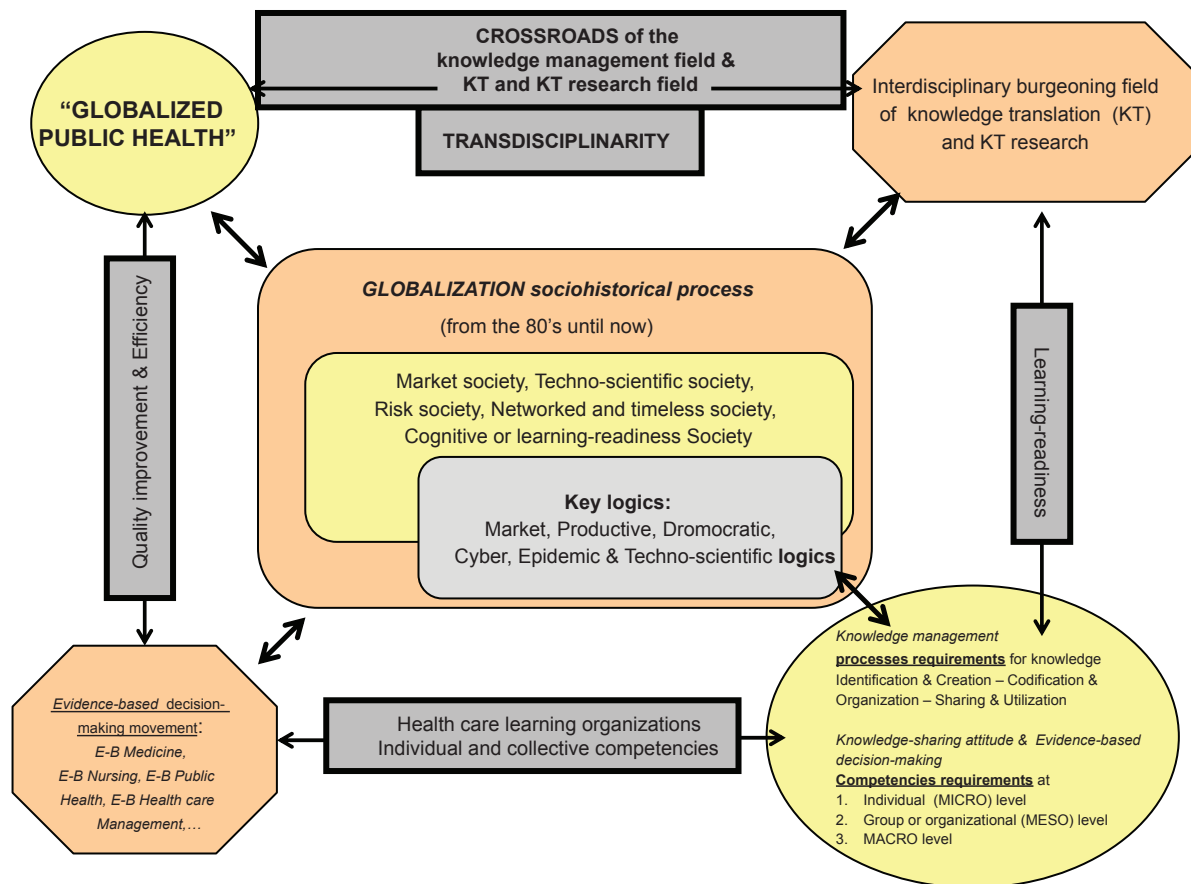 CROSSROADS of the
knowledge management field &
KT and KT research field
TRANSDISCIPLINARITY
“GLOBALIZED
PUBLIC HEALTH”
Interdisciplinary burgeoning field
of knowledge translation (KT)
and KT research
Quality improvement & Efficiency
GLOBALIZATION sociohistorical process
(from the 80's until now)
Market society, Techno-scientific society,
Risk society, Networked and timeless society,
Cognitive or learning-readiness Society
Key logics:
Market, Productive, Dromocratic,
Cyber, Epidemic & Techno-scientific logics
Learning-readiness
Evidence-based decision-
making movement:
E-B Medicine,
E-B Nursing, E-B Public
Health, E-B Health care
Management,...
Health care learning organizations
Individual and collective competencies
Knowledge management
processes requirements for knowledge
Identification & Creation – Codification &
Organization – Sharing & Utilization
Knowledge-sharing attitude & Evidence-based
decision-making
Competencies requirements at
1. Individual (MICRO) level
2. Group or organizational (MESO) level
3. MACRO level